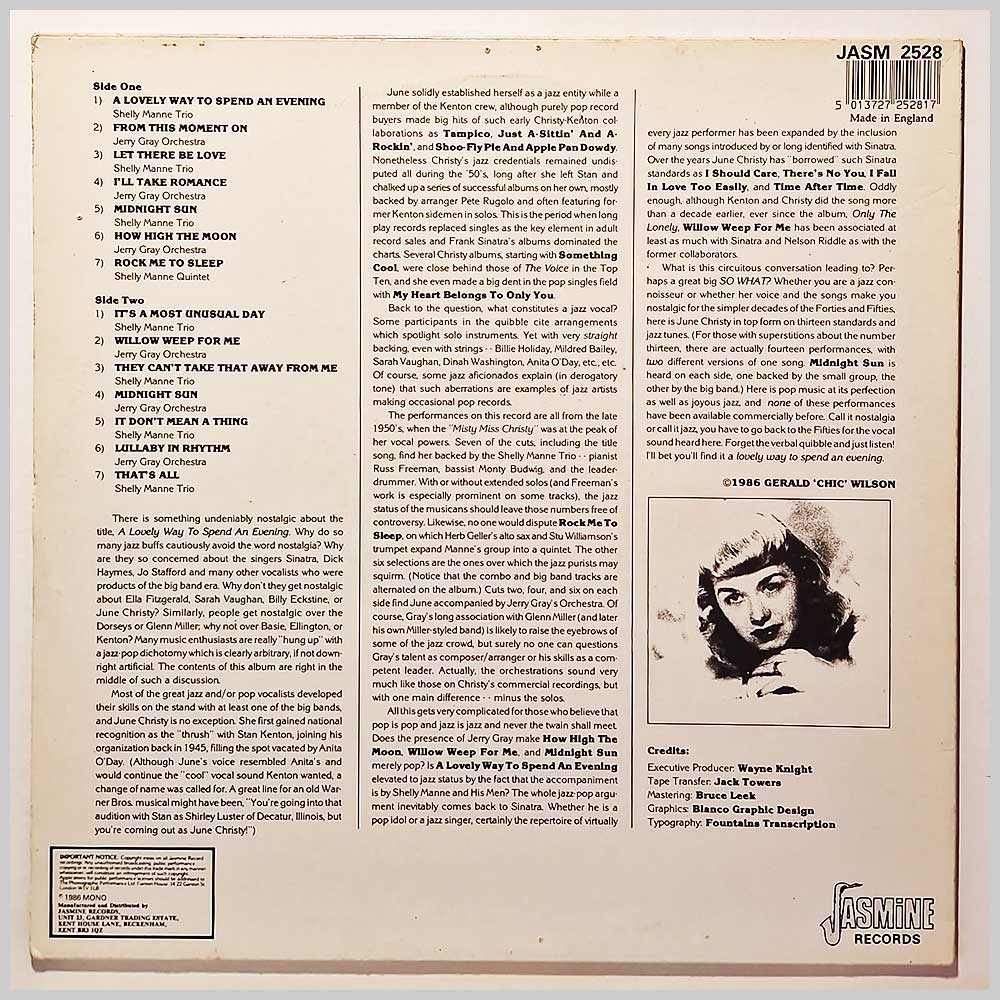 JASM 2528
5 013727 252817
Made in England
Side One
1) A LOVELY WAY TO SPEND AN EVENING
Shelly Manne Trio
2) FROM THIS MOMENT ON
Jerry Gray Orchestra
3) LET THERE BE LOVE
Shelly Manne Trio
4) I'LL TAKE ROMANCE
Jerry Gray Orchestra
5) MIDNIGHT SUN
Shelly Manne Trio
6) HOW HIGH THE MOON
Jerry Gray Orchestra
7) ROCK ME TO SLEEP
Shelly Manne Quintet
Side Two
1) IT'S A MOST UNUSUAL DAY
Shelly Manne Trio
2) WILLOW WEEP FOR ME
Jerry Gray Orchestra
3) THEY CAN'T TAKE THAT AWAY FROM ME
Shelly Manne Trio
4) MIDNIGHT SUN
Jerry Gray Orchestra
5) IT DON'T MEAN A THING
Shelly Manne Trio
6) LULLABY IN RHYTHM
Jerry Gray Orchestra
7) THAT'S ALL
Shelly Manne Trio
There is something undeniably nostalgic about the
title, A Lovely Way To Spend An Evening. Why do so
many jazz buffs cautiously avoid the word nostalgia? Why
are they so concerned about the singers Sinatra, Dick
Haymes, Jo Stafford and many other vocalists who were
products of the big band era. Why don't they get nostalgic
about Ella Fitzgerald, Sarah Vaughan, Billy Eckstine, or
June Christy? Similarly, people get nostalgic over the
Dorseys or Glenn Miller; why not over Basie, Ellington, or
Kenton? Many music enthusiasts are really "hung up" with
a jazz-pop dichotomy which is clearly arbitrary, if not down-
right artificial. The contents of this album are right in the
middle of such a discussion.
Most of the great jazz and/or pop vocalists developed
their skills on the stand with at least one of the big bands,
and June Christy is no exception. She first gained national
recognition as the "thrush" with Stan Kenton, joining his
organization back in 1945, filling the spot vacated by Anita
O'Day. (Although June's voice resembled Anita's and
would continue the "cool" vocal sound Kenton wanted, a
change of name was called for. A great line for an old War-
ner Bros. musical might have been, "You're going into that
audition with Stan as Shirley Luster of Decatur, Illinois, but
you're coming out as June Christy!")
June solidly established herself as a jazz entity while a
member of the Kenton crew, although purely pop record
buyers made big hits of such early Christy-Kenton col-
laborations as Tampico, Just A-Sittin' And A-
Rockin', and Shoo-Fly Pie And Apple Pan Dowdy.
Nonetheless Christy's jazz credentials remained undis-
puted all during the '50's, long after she left Stan and
chalked up a series of successful albums on her own, mostly
backed by arranger Pete Rugolo and often featuring for-
mer Kenton sidemen in solos. This is the period when long
play records replaced singles as the key element in adult
record sales and Frank Sinatra's albums dominated the
charts. Several Christy albums, starting with Something
Cool, were close behind those of The Voice in the Top
Ten, and she even made a big dent in the pop singles field
with My Heart Belongs To Only You.
Back to the question, what constitutes a jazz vocal?
Some participants in the quibble cite arrangements
which spotlight solo instruments. Yet with very straight
backing, even with strings -- Billie Holiday, Mildred Bailey,
Sarah Vaughan, Dinah Washington, Anita O'Day, etc., etc.
Of course, some jazz aficionados explain (in derogatory
tone) that such aberrations are examples of jazz artists
making occasional pop records.
The performances on this record are all from the late
1950's, when the "Misty Miss Christy" was at the peak of
her vocal powers. Seven of the cuts, including the title
song, find her backed by the Shelly Manne Trio -- pianist
Russ Freeman, bassist Monty Budwig, and the leader-
drummer. With or without extended solos (and Freeman's
work is especially prominent on some tracks), the jazz
status of the musicians should leave those numbers free of
controversy. Likewise, no one would dispute Rock Me To
Sleep, on which Herb Geller's alto sax and Stu Williamson's
trumpet expand Manne's group into a quintet. The other
six selections are the ones over which the jazz purists may
squirm. (Notice that the combo and big band tracks are
alternated on the album.) Cuts two, four, and six on each
side find June accompanied by Jerry Gray's Orchestra. Of
course, Gray's long association with Glenn Miller (and later
his own Miller-styled band) is likely to raise the eyebrows of
some of the jazz crowd, but surely no one can questions
Gray's talent as composer/arranger or his skills as a com-
petent leader. Actually, the orchestrations sound very
much like those on Christy's commercial recordings, but
with one main difference -- minus the solos.
All this gets very complicated for those who believe that
pop is pop and jazz is jazz and never the twain shall meet.
Does the presence of Jerry Gray make How High The
Moon, Willow Weep For Me, and Midnight Sun
merely pop? Is A Lovely Way To Spend An Evening
elevated to jazz status by the fact that the accompaniment
is by Shelly Manne and His Men? The whole jazz-pop argu-
ment inevitably comes back to Sinatra. Whether he is a
pop idol or a jazz singer, certainly the repertoire of virtually
every jazz performer has been expanded by the inclusion
of many songs introduced by or long identified with Sinatra.
Over the years June Christy has "borrowed" such Sinatra
standards as I Should Care, There's No You, I Fall
In Love Too Easily, and Time After Time. Oddly
enough, although Kenton and Christy did the song more
than a decade earlier, ever since the album, Only The
Lonely, Willow Weep For Me has been associated at
least as much with Sinatra and Nelson Riddle as with the
former collaborators.
What is this circuitous conversation leading to? Per-
haps a great big SO WHAT? Whether you are a jazz con-
noisseur or whether her voice and the songs make you
nostalgic for the simpler decades of the Forties and Fifties,
here is June Christy in top form on thirteen standards and
jazz tunes. (For those with superstitions about the number
thirteen, there are actually fourteen performances, with
two different versions of one song. Midnight Sun is
heard on each side, one backed by the small group, the
other by the big band.) Here is pop music at its perfection
as well as joyous jazz, and none of these performances
have been available commercially before. Call it nostalgia
or call it jazz, you have to go back to the Fifties for the vocal
sound heard here. Forget the verbal quibble and just listen!
I'll bet you'll find it a lovely way to spend an evening.
©1986 GERALD 'CHIC' WILSON
Credits:
Executive Producer: Wayne Knight
Tape Transfer: Jack Towers
Mastering: Bruce Leek
Graphics: Blanco Graphic Design
Typography: Fountains Transcription
IMPORTANT NOTICE. Copyright exists on all Jasmine Record
recordings. Any unauthorised broadcasting, public performance,
copying or re-recording of records under this trade mark in any manner
whatsoever, will constitute an infringement of such copyright.
Applications for public performance licences should be addressed to
The Phonographic Performance Ltd. Ganton House 14-22 Ganton St.
London W1V 1LB
℗ 1986 MONO
Manufactured and Distributed by
JASMINE RECORDS,
UNIT 13, GARDNER TRADING ESTATE,
KENT HOUSE LANE, BECKENHAM,
KENT BR3 1QZ
JASMINE
RECORDS